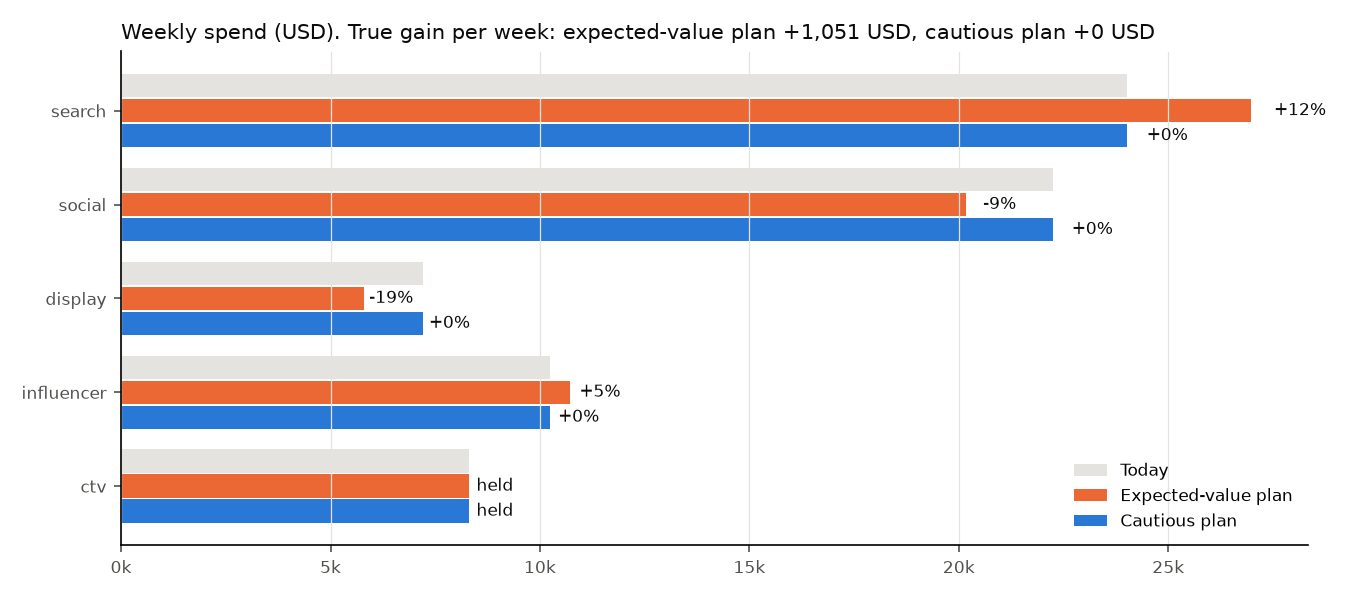 Weekly spend (USD). True gain per week: expected-value plan +1,051 USD, cautious plan +0 USD
search
+12%
+0%
social
-9%
+0%
display
-19%
+0%
influencer
+5%
+0%
ctv
held
held
Today
Expected-value plan
Cautious plan
0k 5k 10k 15k 20k 25k